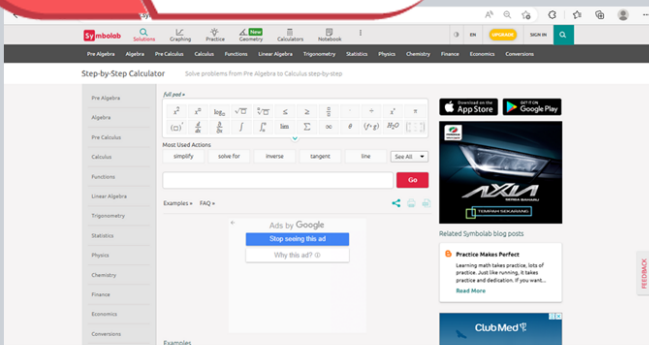 Symbolab
Solutions
Graphing
Practice
New
Geometry
Calculators
Notebook
EN
UPGRADE
SIGN IN
Pre Algebra Algebra Pre Calculus Calculus Functions Linear Algebra Trigonometry Statistics Physics Chemistry Finance Economics Conversions
Step-by-Step Calculator
Solve problems from Pre Algebra to Calculus step-by-step
Pre Algebra
Algebra
Pre Calculus
Calculus
Functions
Linear Algebra
Trigonometry
Statistics
Physics
Chemistry
Finance
Economics
Conversions
full pad »
Most Used Actions
simplify solve for inverse tangent line See All
Go
Examples » FAQ »
Ads by Google
Stop seeing this ad
Why this ad?
Examples
Download on the
App Store
GET IT ON
Google Play
AXIA
TEMPAH SEKARANG
Related Symbolab blog posts
Practice Makes Perfect
Learning math takes practice, lots of
practice. Just like running, it takes
practice and dedication. If you want...
Read More
Club Med
FEEDBACK